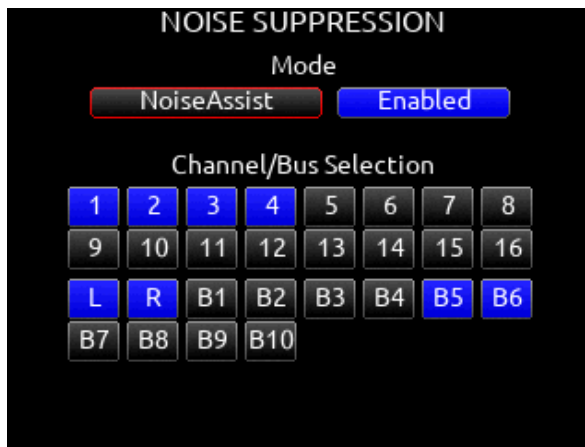 NOISE SUPPRESSION
Mode
NoiseAssist Enabled
Channel/Bus Selection
1 2 3 4 5 6 7 8
9 10 11 12 13 14 15 16
L R B1 B2 B3 B4 B5 B6
B7 B8 B9 B10